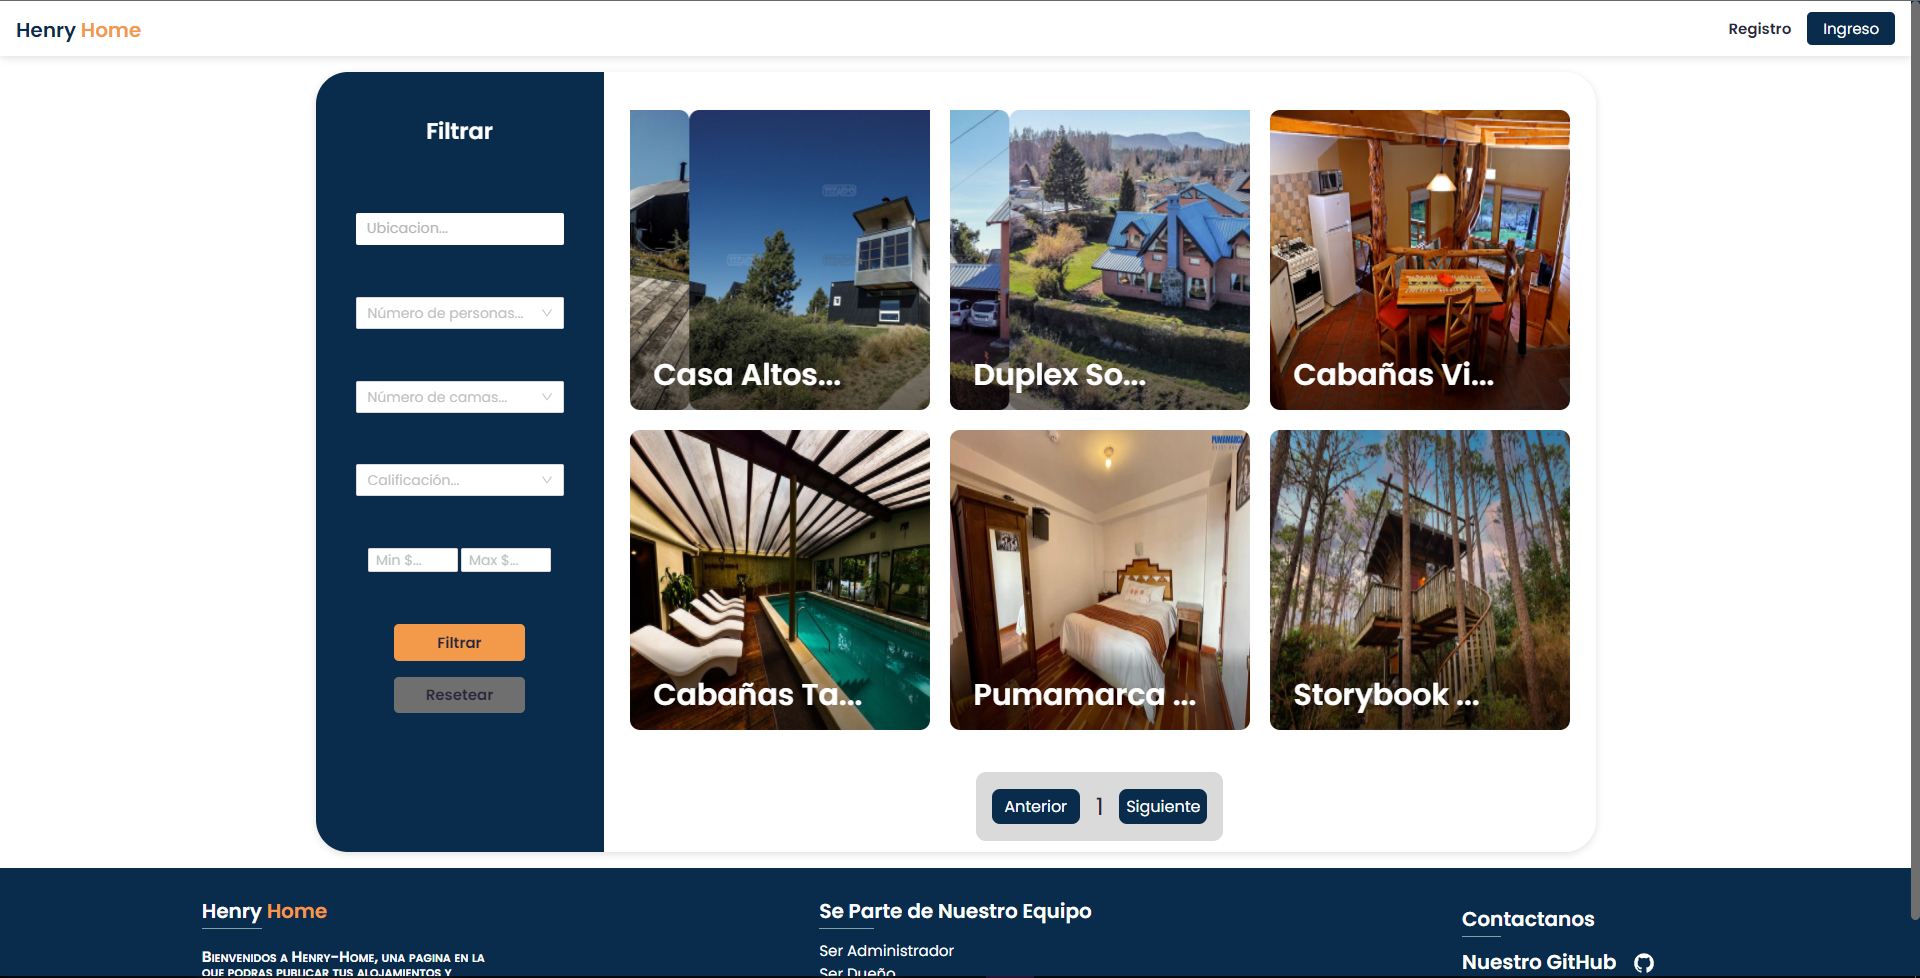 Henry Home
Registro
Ingreso
Filtrar
Ubicacion...
Número de personas...
Número de camas...
Calificación...
Min $...
Max $...
Filtrar
Resetear
Casa Altos...
Duplex So...
Cabañas Vi...
Cabañas Ta...
PUMAMARCA
Pumamarca ...
Storybook ...
Anterior
1
Siguiente
Henry Home
Bienvenidos a Henry-Home, una pagina en la
que podras publicar tus alojamientos y
Se Parte de Nuestro Equipo
Ser Administrador
Ser Dueño
Contactanos
Nuestro GitHub